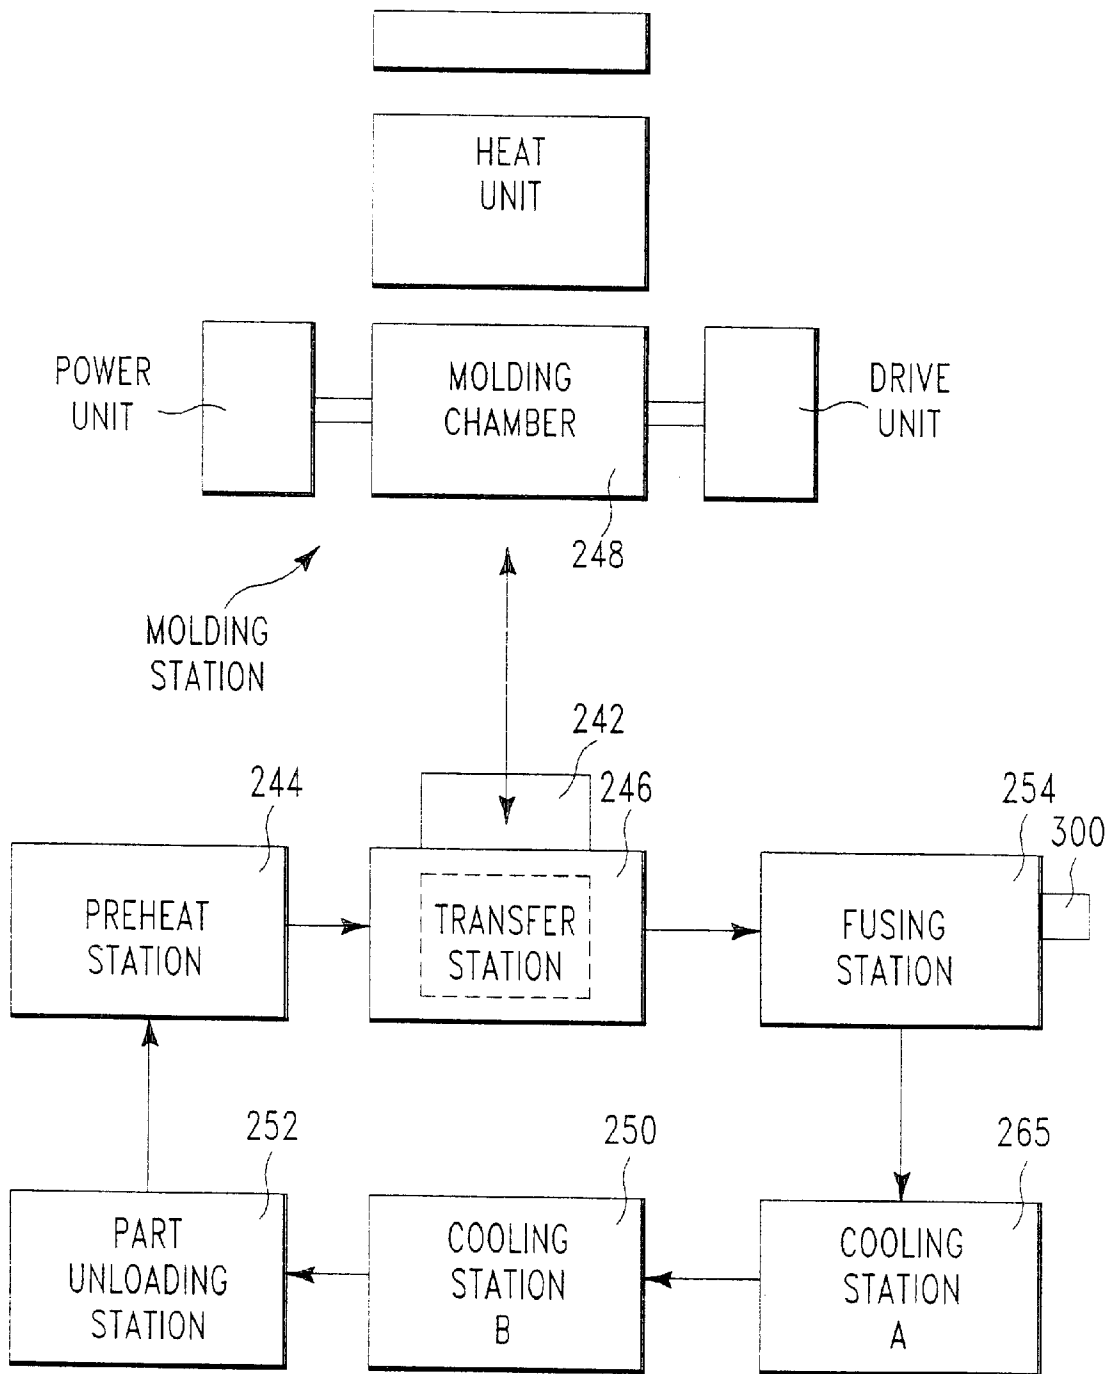 HEAT
UNIT
POWER
UNIT
MOLDING
CHAMBER
DRIVE
UNIT
248
MOLDING
STATION
242
244
246
254
300
PREHEAT
STATION
TRANSFER
STATION
FUSING
STATION
252
250
265
PART
UNLOADING
STATION
COOLING
STATION
B
COOLING
STATION
A